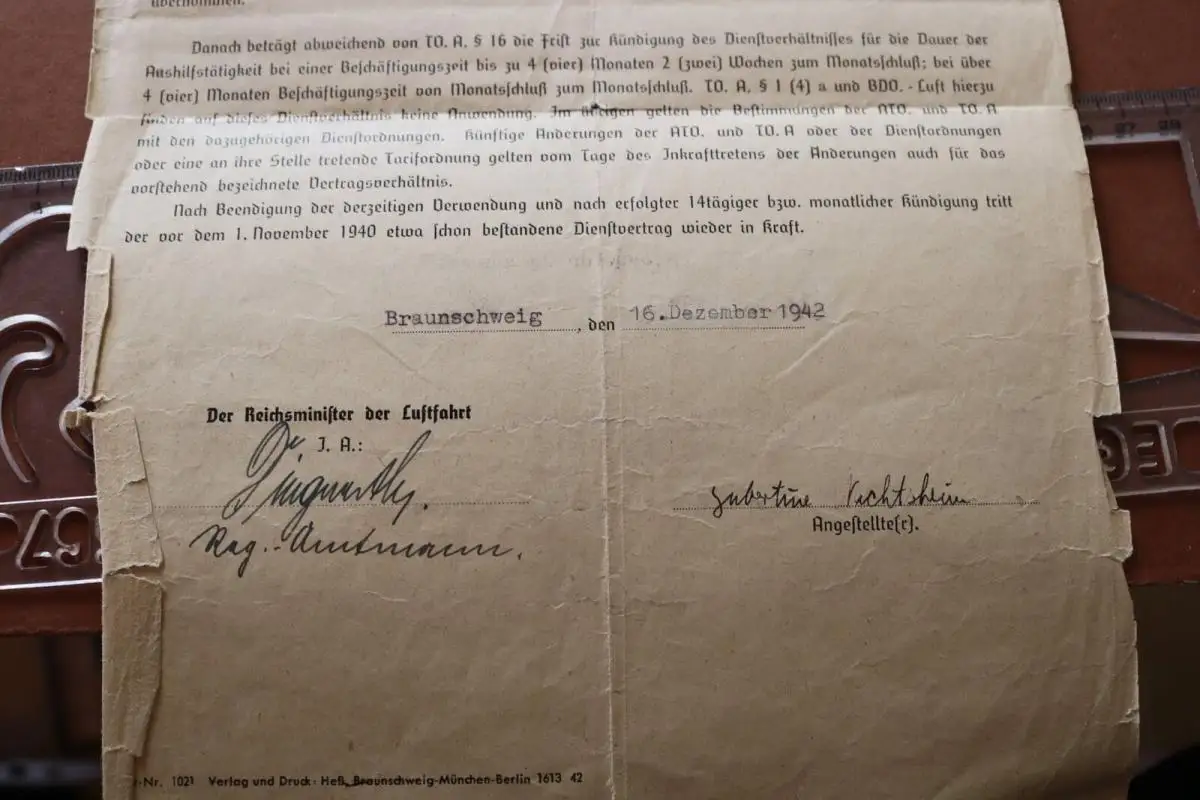 übernommen.
Danach beträgt abweichend von TO. A. § 16 die Frist zur Kündigung des Dienstverhältnisses für die Dauer der
Aushilfstätigkeit bei einer Beschäftigungszeit bis zu 4 (vier) Monaten 2 (zwei) Wochen zum Monatsschluß; bei über
4 (vier) Monaten Beschäftigungszeit von Monatsschluß zum Monatsschluß. TO. A. § 1 (4) a und BDO. - Luft hierzu
finden auf dieses Dienstverhältnis keine Anwendung. Im übrigen gelten die Bestimmungen der ATO. und TO. A
mit den dazugehörigen Dienstordnungen. Künftige Änderungen der ATO. und TO. A oder der Dienstordnungen
oder eine an ihre Stelle tretende Tarifordnung gelten vom Tage des Inkrafttretens der Änderungen auch für das
vorstehend bezeichnete Vertragsverhältnis.
Nach Beendigung der derzeitigen Verwendung und nach erfolgter 14tägiger bzw. monatlicher Kündigung tritt
der vor dem 1. November 1940 etwa schon bestandene Dienstvertrag wieder in Kraft.
Braunschweig, den 16.Dezember 1942
Der Reichsminister der Luftfahrt
J. A.:
Reg.-Amtmann.
Hubertine Vechtsheim
Angestellte(r).
-Nr. 1021 Verlag und Druck: Heß, Braunschweig-München-Berlin 1613 42